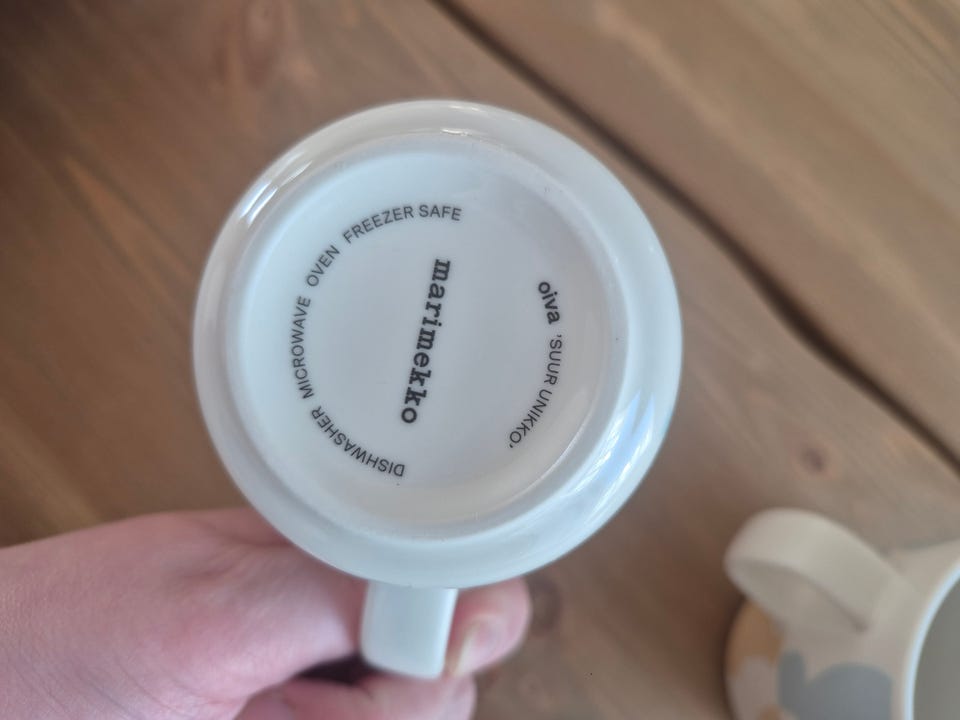 marimekko
oiva 'SUUR UNIKKO'
DISHWASHER MICROWAVE OVEN FREEZER SAFE